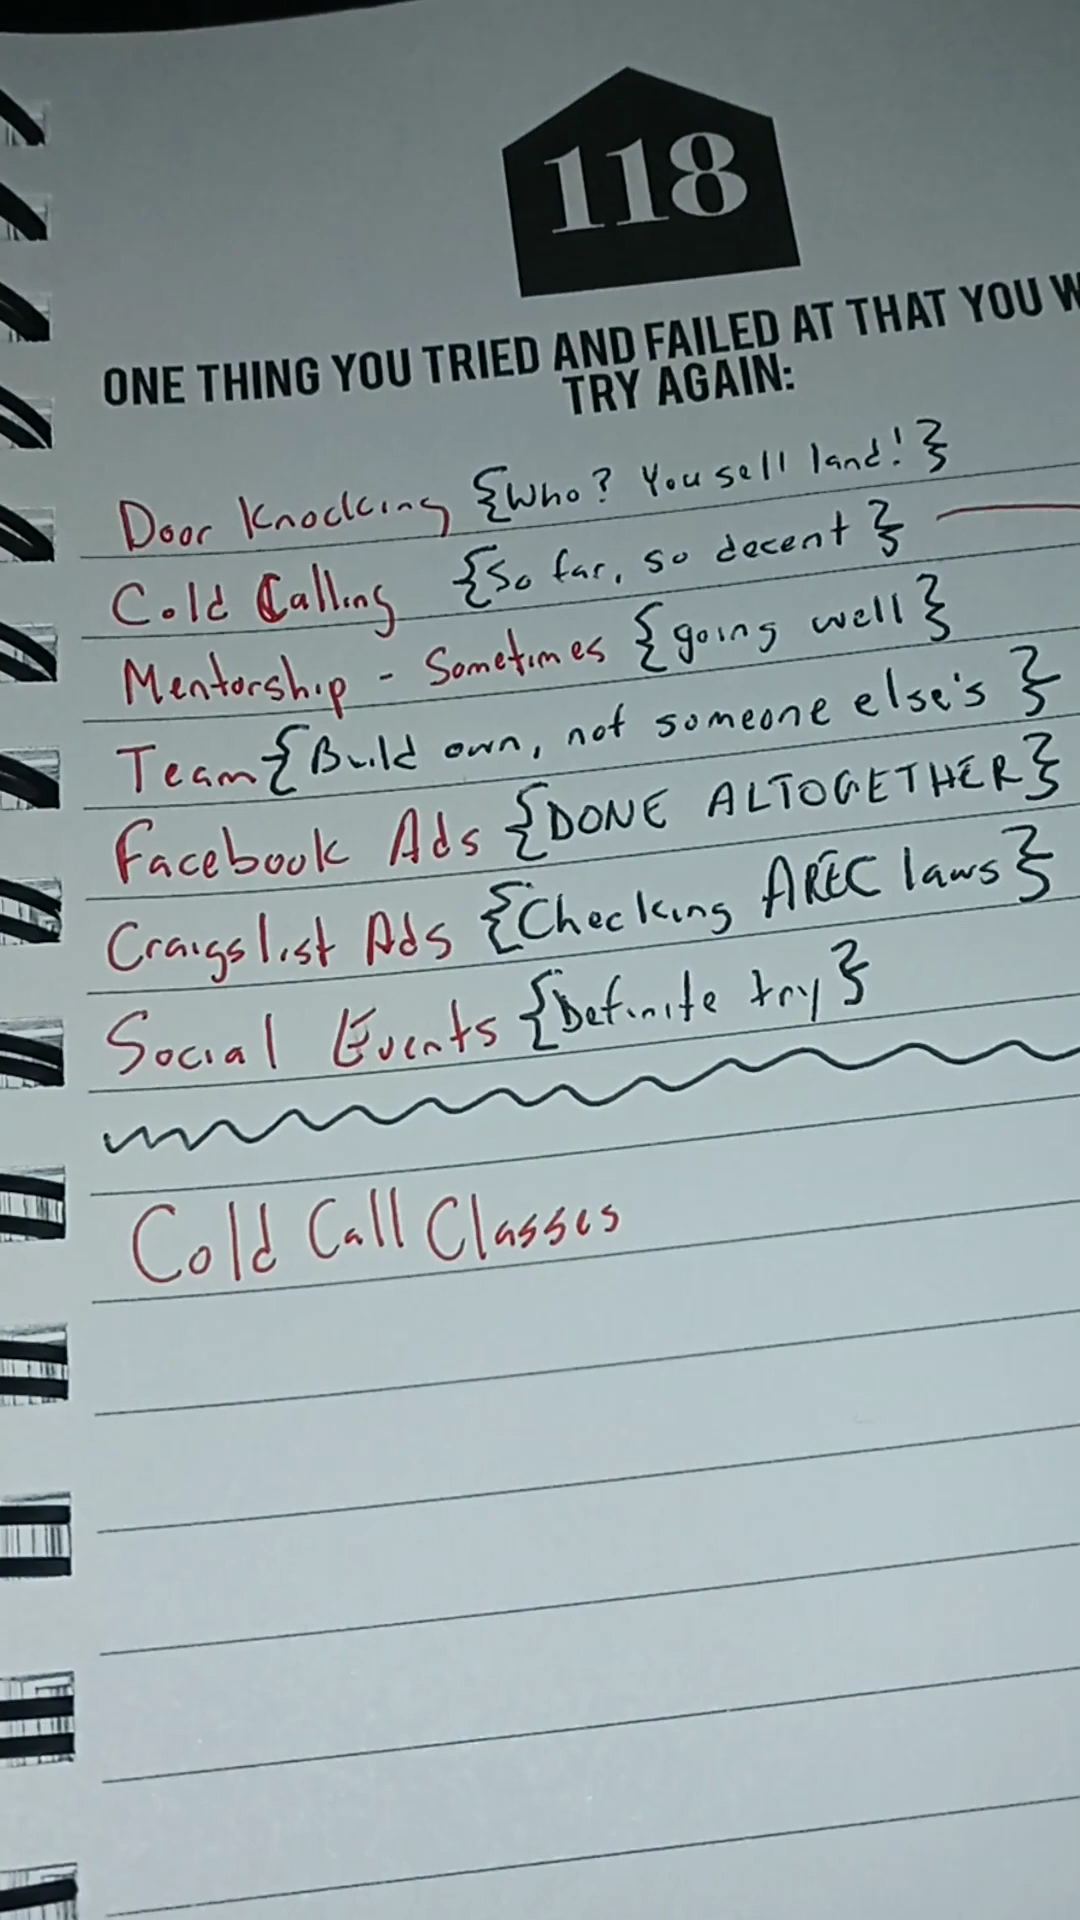 118
ONE THING YOU TRIED AND FAILED AT THAT YOU W
TRY AGAIN:
Door Knocking {Who? You sell land!}
Cold Calling {So far, so decent}
Mentorship - Sometimes {going well}
Team {Build own, not someone else's}
Facebook Ads {DONE ALTOGETHER}
Craigslist Ads {Checking AREC laws}
Social Events {Definite try}
Cold Call Classes